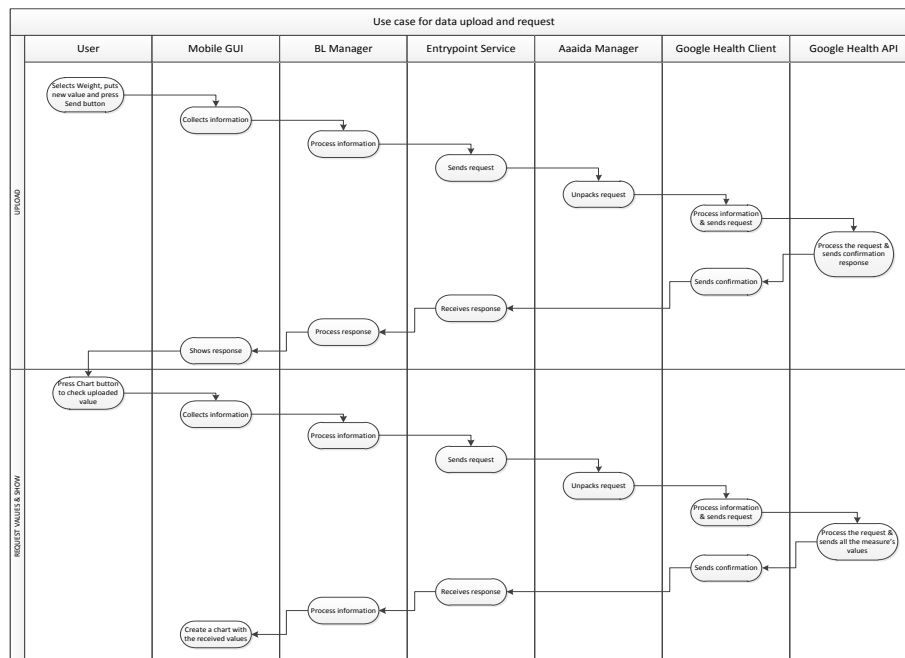 Use case for data upload and request
User
Mobile GUI
BL Manager
Entrypoint Service
Aaaida Manager
Google Health Client
Google Health API
UPLOAD
Selects Weight, puts
new value and press
Send button
Collects information
Process information
Sends request
Unpacks request
Process information
& sends request
Process the request &
sends confirmation
response
Sends confirmation
Receives response
Process response
Shows response
REQUEST VALUES & SHOW
Press Chart button
to check uploaded
value
Collects information
Process information
Sends request
Unpacks request
Process information
& sends request
Process the request &
sends all the measure's
values
Sends confirmation
Receives response
Process information
Create a chart with
the received values